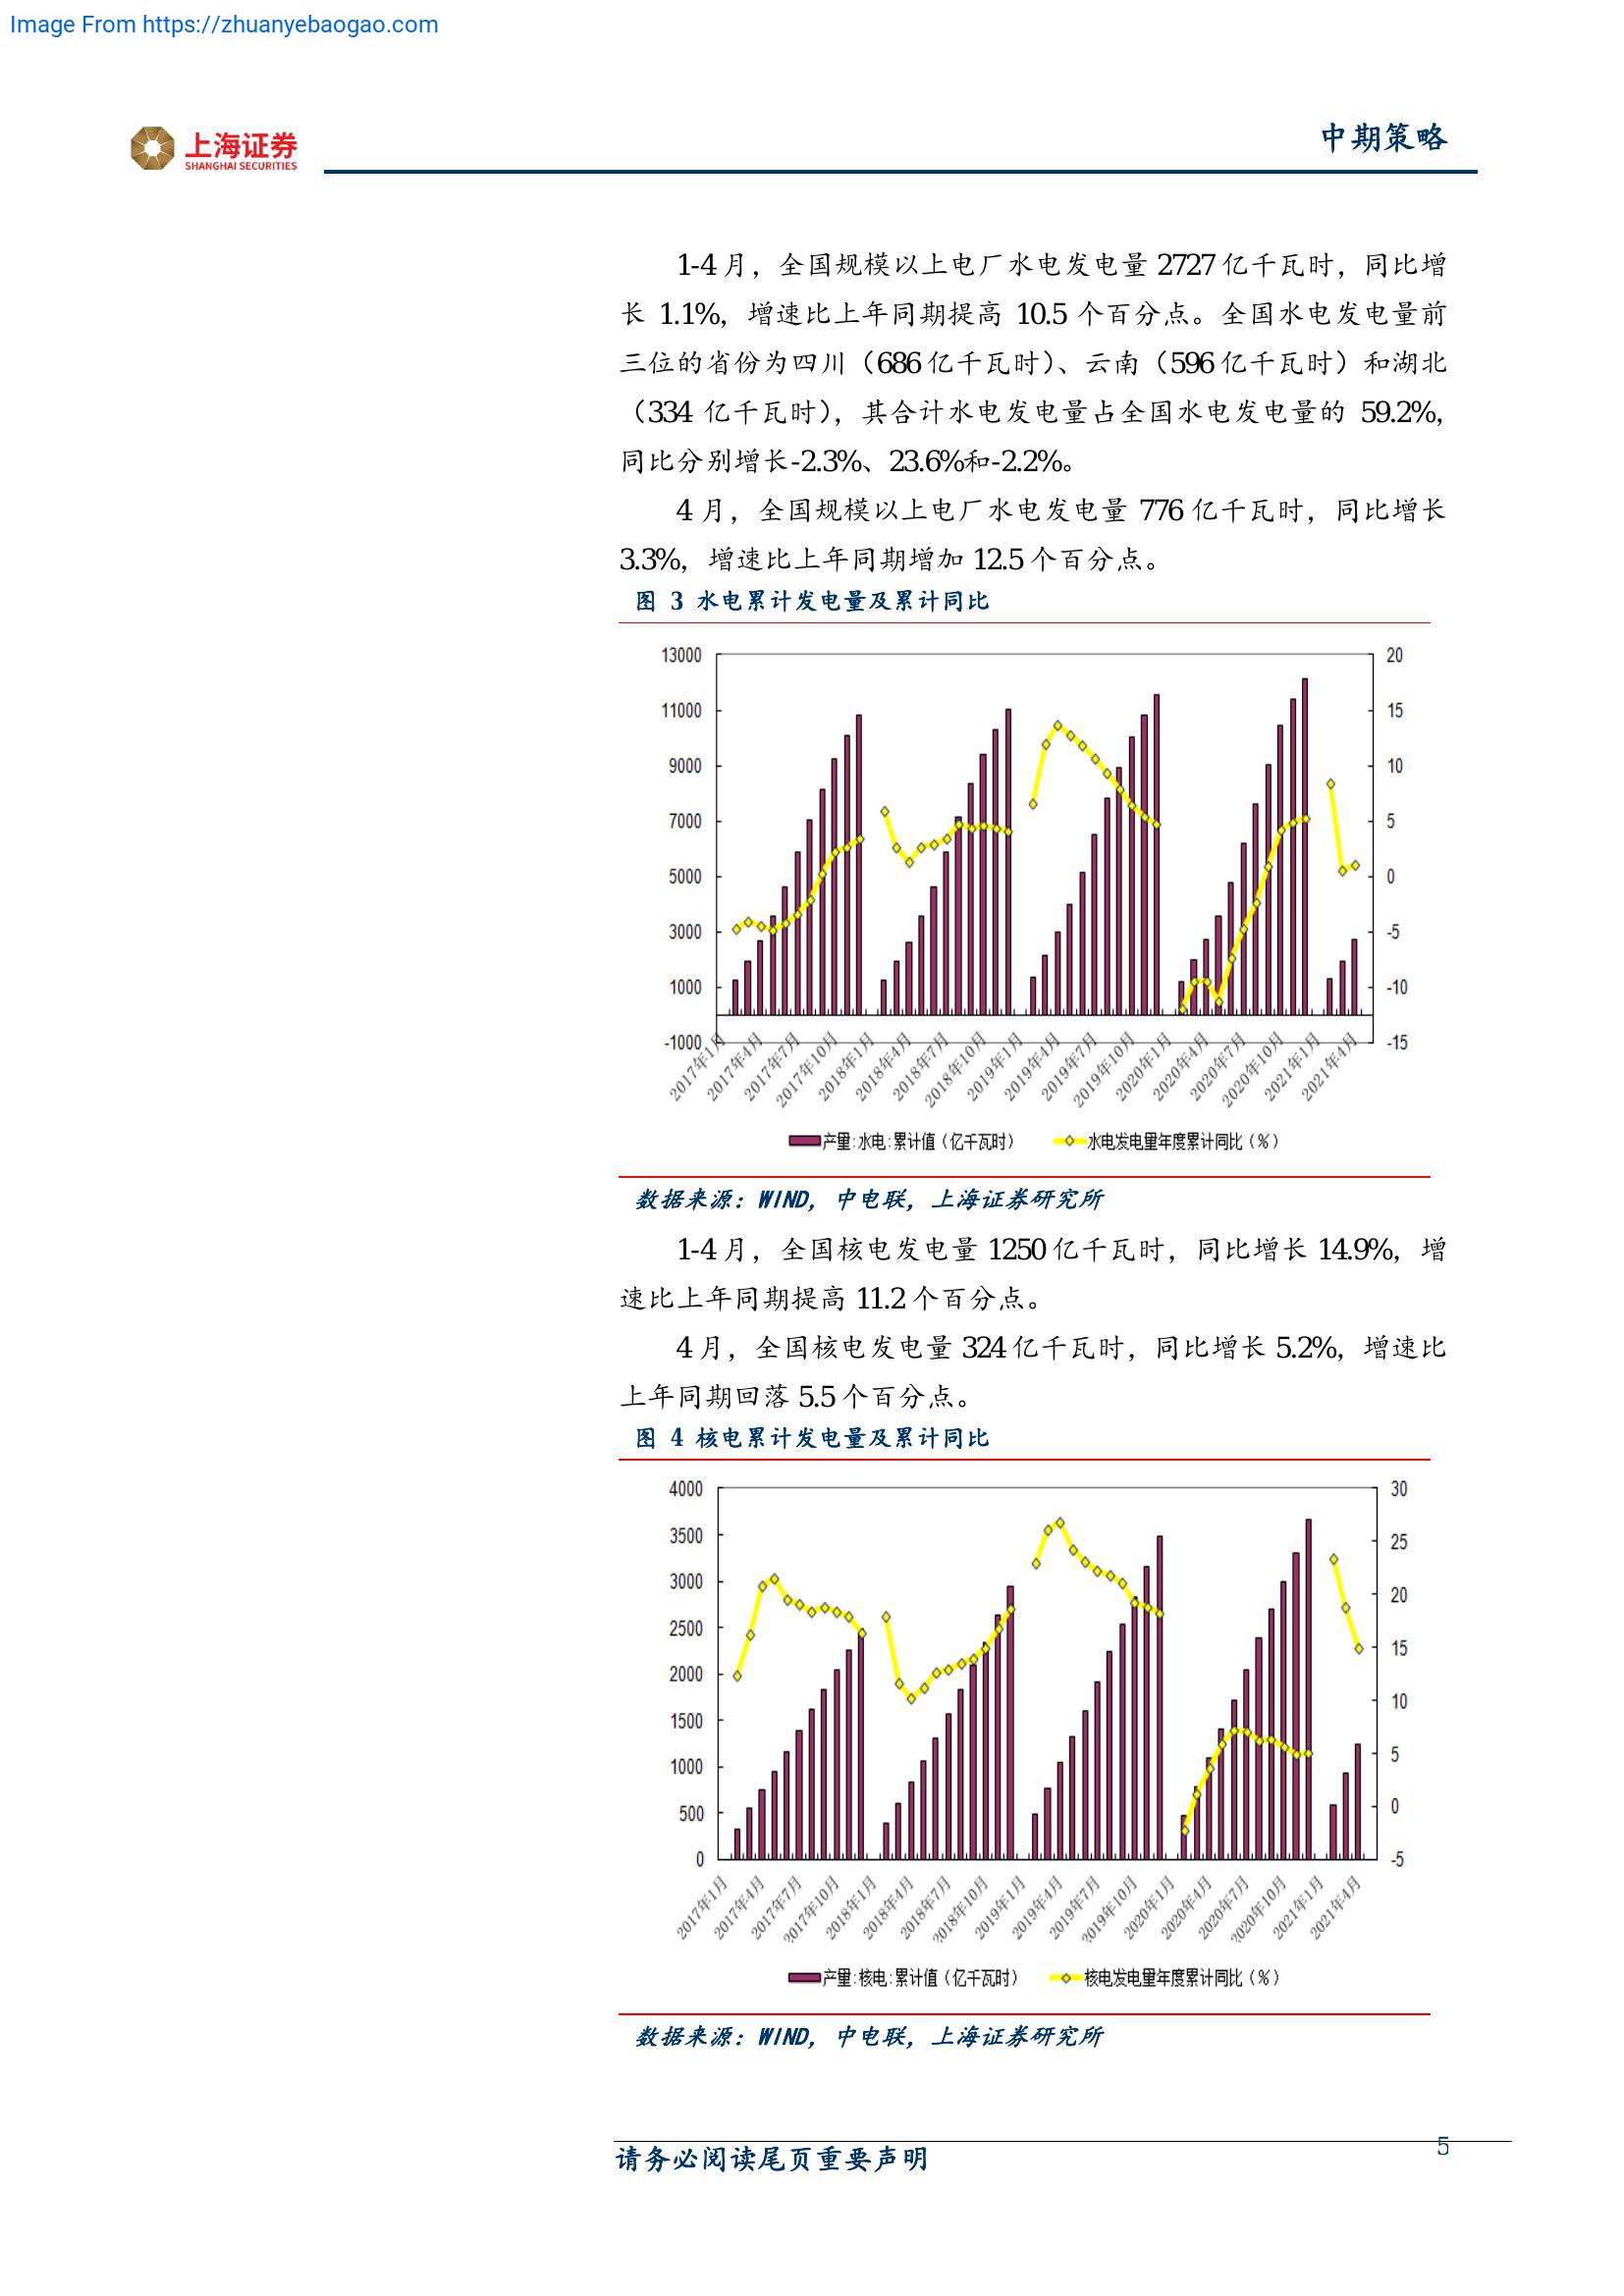 Image From https://zhuanyebaogao.com
上海证券
SHANGHAI SECURITIES
中期策略
1-4 月，全国规模以上电厂水电发电量 2727 亿千瓦时，同比增
长 1.1%，增速比上年同期提高 10.5 个百分点。全国水电发电量前
三位的省份为四川（686 亿千瓦时）、云南（596 亿千瓦时）和湖北
（334 亿千瓦时），其合计水电发电量占全国水电发电量的 59.2%，
同比分别增长-2.3%、23.6%和-2.2%。
4 月，全国规模以上电厂水电发电量 776 亿千瓦时，同比增长
3.3%，增速比上年同期增加 12.5 个百分点。
图 3 水电累计发电量及累计同比
13000
11000
9000
7000
5000
3000
1000
-1000
20
15
10
5
0
-5
-10
-15
2017年1月
2017年4月
2017年7月
2017年10月
2018年1月
2018年4月
2018年7月
2018年10月
2019年1月
2019年4月
2019年7月
2019年10月
2020年1月
2020年4月
2020年7月
2020年10月
2021年1月
2021年4月
产量:水电:累计值（亿千瓦时）
水电发电量年度累计同比（%）
数据来源：WIND, 中电联, 上海证券研究所
1-4 月，全国核电发电量 1250 亿千瓦时，同比增长 14.9%，增
速比上年同期提高 11.2 个百分点。
4 月，全国核电发电量 324 亿千瓦时，同比增长 5.2%，增速比
上年同期回落 5.5 个百分点。
图 4 核电累计发电量及累计同比
4000
3500
3000
2500
2000
1500
1000
500
0
30
25
20
15
10
5
0
-5
2017年1月
2017年4月
2017年7月
2017年10月
2018年1月
2018年4月
2018年7月
2018年10月
2019年1月
2019年4月
2019年7月
2019年10月
2020年1月
2020年4月
2020年7月
2020年10月
2021年1月
2021年4月
产量:核电:累计值（亿千瓦时）
核电发电量年度累计同比（%）
数据来源：WIND, 中电联, 上海证券研究所
请务必阅读尾页重要声明
5